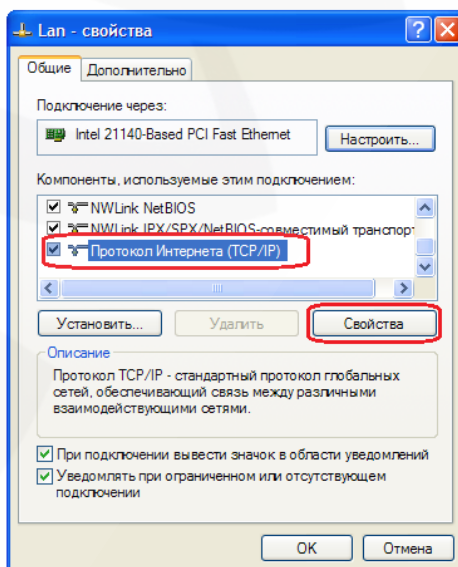 Lan - свойства
Общие Дополнительно
Подключение через:
Intel 21140-Based PCI Fast Ethernet Настроить...
Компоненты, используемые этим подключением:
NWLink NetBIOS
NWLink IPX/SPX/NetBIOS-совместимый транспорт
Протокол Интернета (TCP/IP)
Установить... Удалить Свойства
Описание
Протокол TCP/IP - стандартный протокол глобальных
сетей, обеспечивающий связь между различными
взаимодействующими сетями.
При подключении вывести значок в области уведомлений
Уведомлять при ограниченном или отсутствующем
подключении
OK Отмена